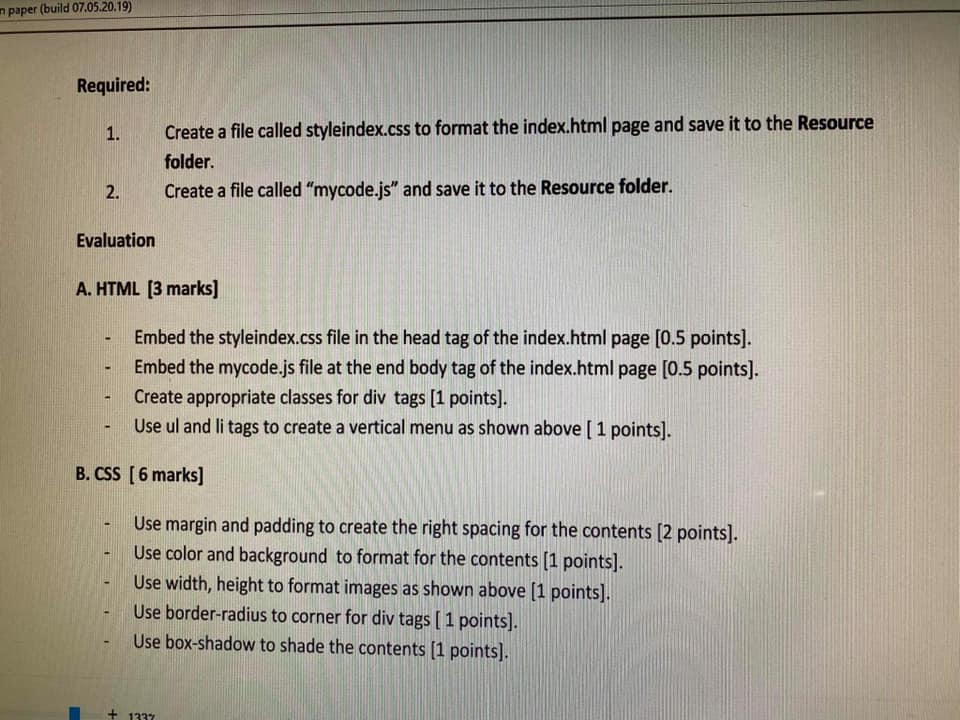 n paper (build 07.05.20.19)
Required:
1. Create a file called styleindex.css to format the index.html page and save it to the Resource
folder.
2. Create a file called “mycode.js” and save it to the Resource folder.
Evaluation
A. HTML [3 marks]
- Embed the styleindex.css file in the head tag of the index.html page [0.5 points].
- Embed the mycode.js file at the end body tag of the index.html page [0.5 points].
- Create appropriate classes for div tags [1 points].
- Use ul and li tags to create a vertical menu as shown above [ 1 points].
B. CSS [ 6 marks]
- Use margin and padding to create the right spacing for the contents [2 points].
- Use color and background to format for the contents [1 points].
- Use width, height to format images as shown above [1 points].
- Use border-radius to corner for div tags [ 1 points].
- Use box-shadow to shade the contents [1 points].
+ 1337